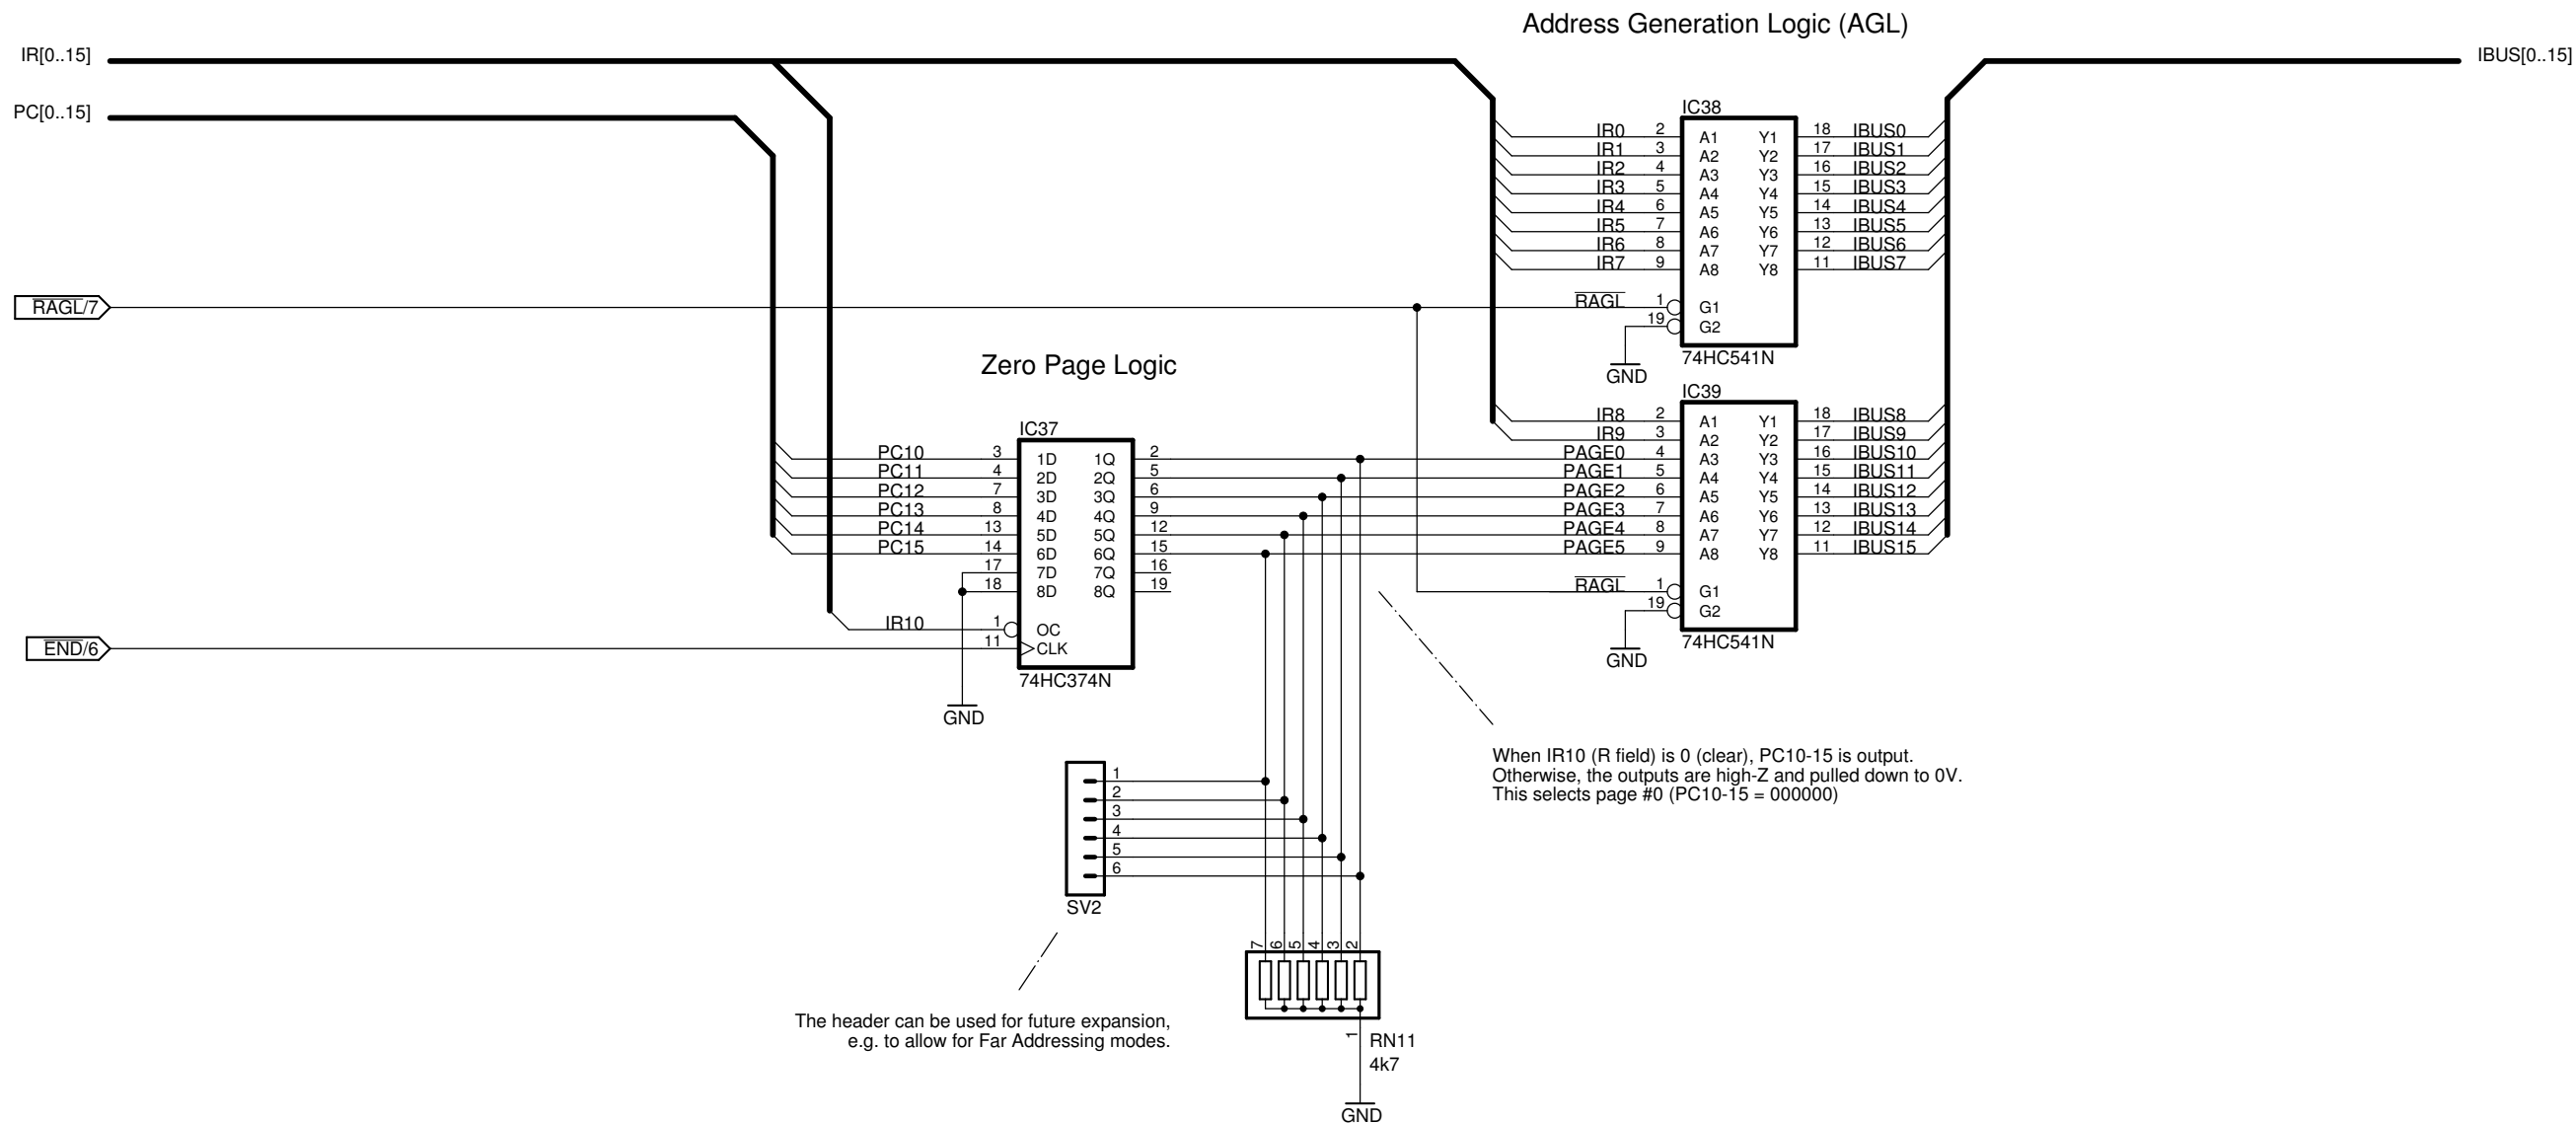 Address Generation Logic (AGL)
IR[0..15]
IBUS[0..15]
PC[0..15]
IC38
IR0 2 A1 Y1 18 IBUS0
IR1 3 A2 Y2 17 IBUS1
IR2 4 A3 Y3 16 IBUS2
IR3 5 A4 Y4 15 IBUS3
IR4 6 A5 Y5 14 IBUS4
IR5 7 A6 Y6 13 IBUS5
IR6 8 A7 Y7 12 IBUS6
IR7 9 A8 Y8 11 IBUS7
RAGL/7
RAGL 1 G1
19 G2
74HC541N
GND
Zero Page Logic
IC39
IR8 2 A1 Y1 18 IBUS8
IR9 3 A2 Y2 17 IBUS9
PAGE0 4 A3 Y3 16 IBUS10
PAGE1 5 A4 Y4 15 IBUS11
PAGE2 6 A5 Y5 14 IBUS12
PAGE3 7 A6 Y6 13 IBUS13
PAGE4 8 A7 Y7 12 IBUS14
PAGE5 9 A8 Y8 11 IBUS15
RAGL 1 G1
19 G2
74HC541N
GND
IC37
PC10 3 1D 1Q 2
PC11 4 2D 2Q 5
PC12 7 3D 3Q 6
PC13 8 4D 4Q 9
PC14 13 5D 5Q 12
PC15 14 6D 6Q 15
17 7D 7Q 16
18 8D 8Q 19
IR10 1 OC
END/6
11 CLK
74HC374N
GND
When IR10 (R field) is 0 (clear), PC10-15 is output.
Otherwise, the outputs are high-Z and pulled down to 0V.
This selects page #0 (PC10-15 = 000000)
1
2
3
4
5
6
SV2
7 6 5 4 3 2
The header can be used for future expansion,
e.g. to allow for Far Addressing modes.
1
RN11
4k7
GND